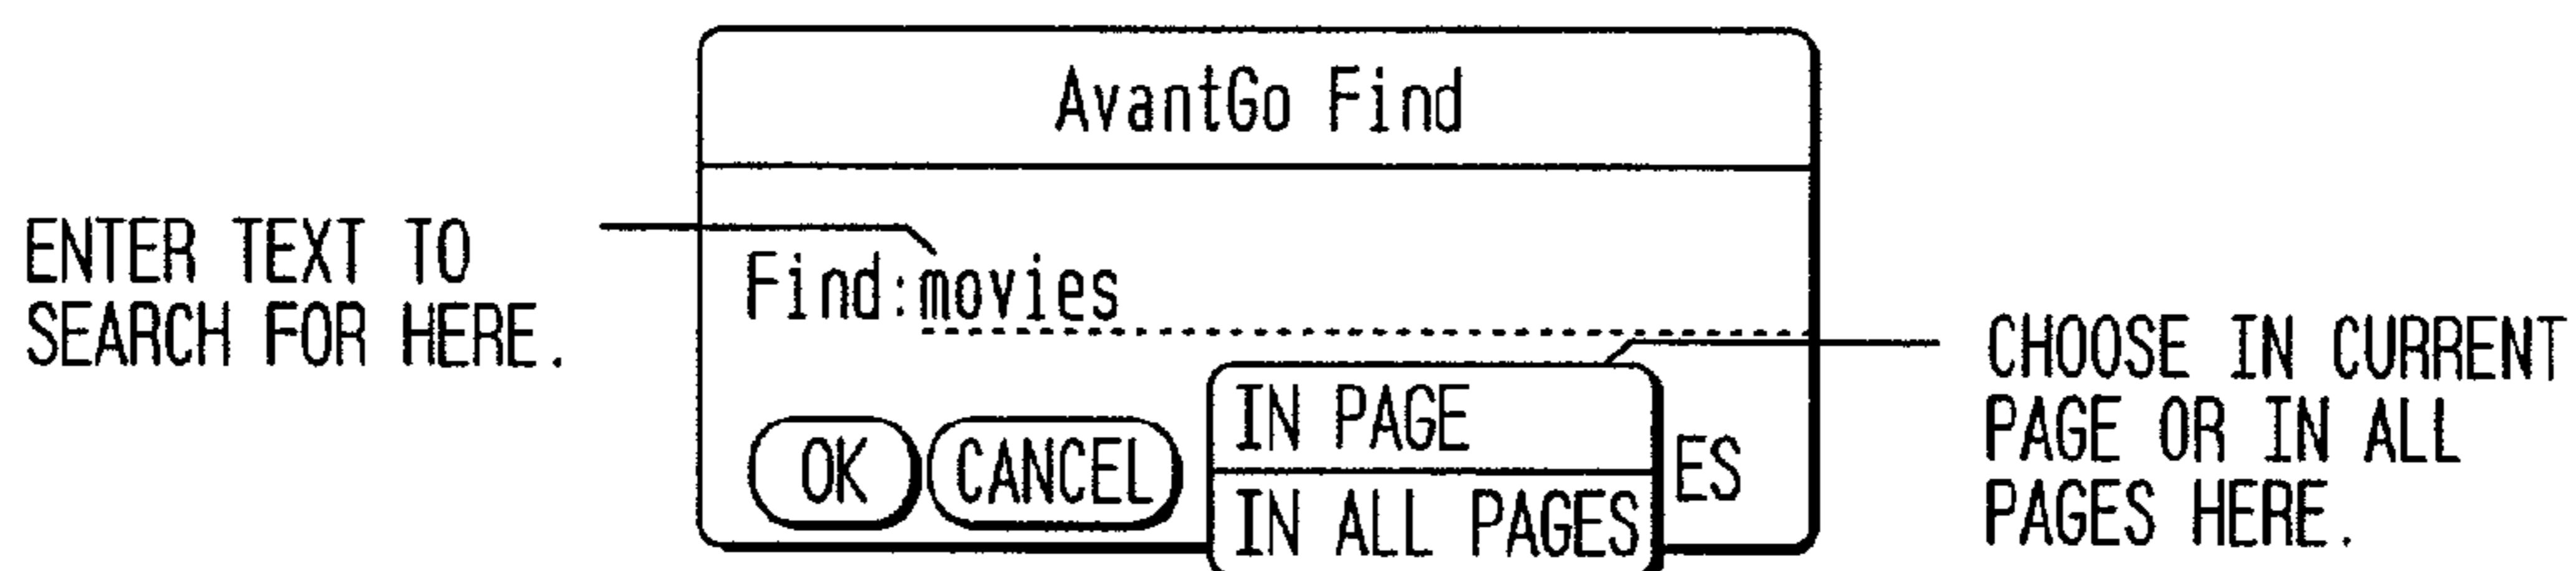 AvantGo Find
ENTER TEXT TO
SEARCH FOR HERE.
Find:movies
OK
CANCEL
IN PAGE
IN ALL PAGES
ES
CHOOSE IN CURRENT
PAGE OR IN ALL
PAGES HERE.